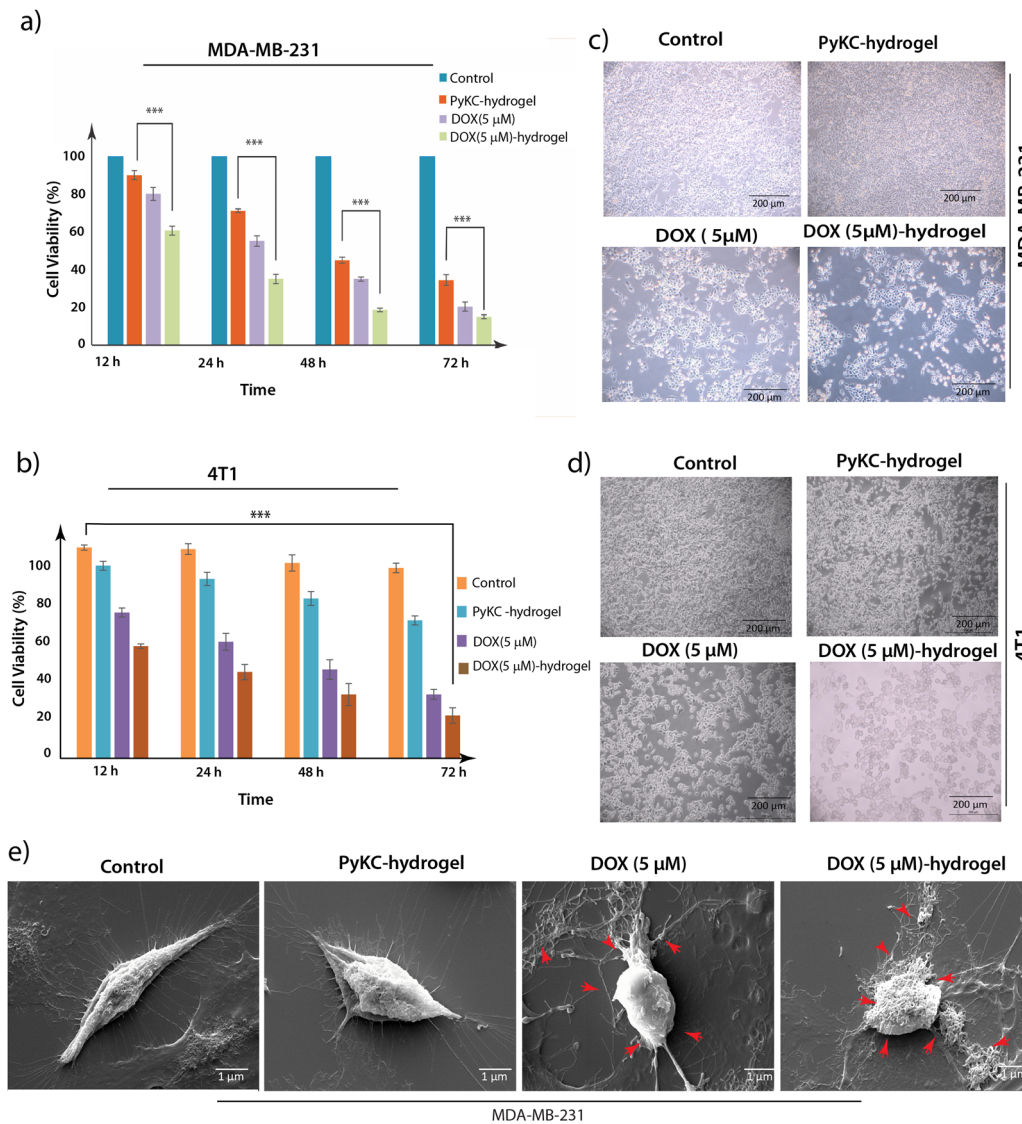 a)
MDA-MB-231
Control
PyKC-hydrogel
DOX(5 µM)
DOX(5 µM)-hydrogel
***
***
***
***
Cell Viability (%)
100
80
60
40
20
0
12 h
24 h
48 h
72 h
Time
b)
4T1
***
Control
PyKC -hydrogel
DOX(5 µM)
DOX(5 µM)-hydrogel
Cell Viability (%)
100
80
60
40
20
0
12 h
24 h
48 h
72 h
Time
c)
Control
PyKC-hydrogel
200 µm
200 µm
DOX ( 5µM)
DOX (5µM)-hydrogel
200 µm
200 µm
MDA-MB-231
d)
Control
PyKC-hydrogel
200 µm
200 µm
DOX (5 µM)
DOX (5 µM)-hydrogel
200 µm
200 µm
4T1
e)
Control
PyKC-hydrogel
DOX (5 µM)
DOX (5 µM)-hydrogel
1 µm
1 µm
1 µm
1 µm
MDA-MB-231